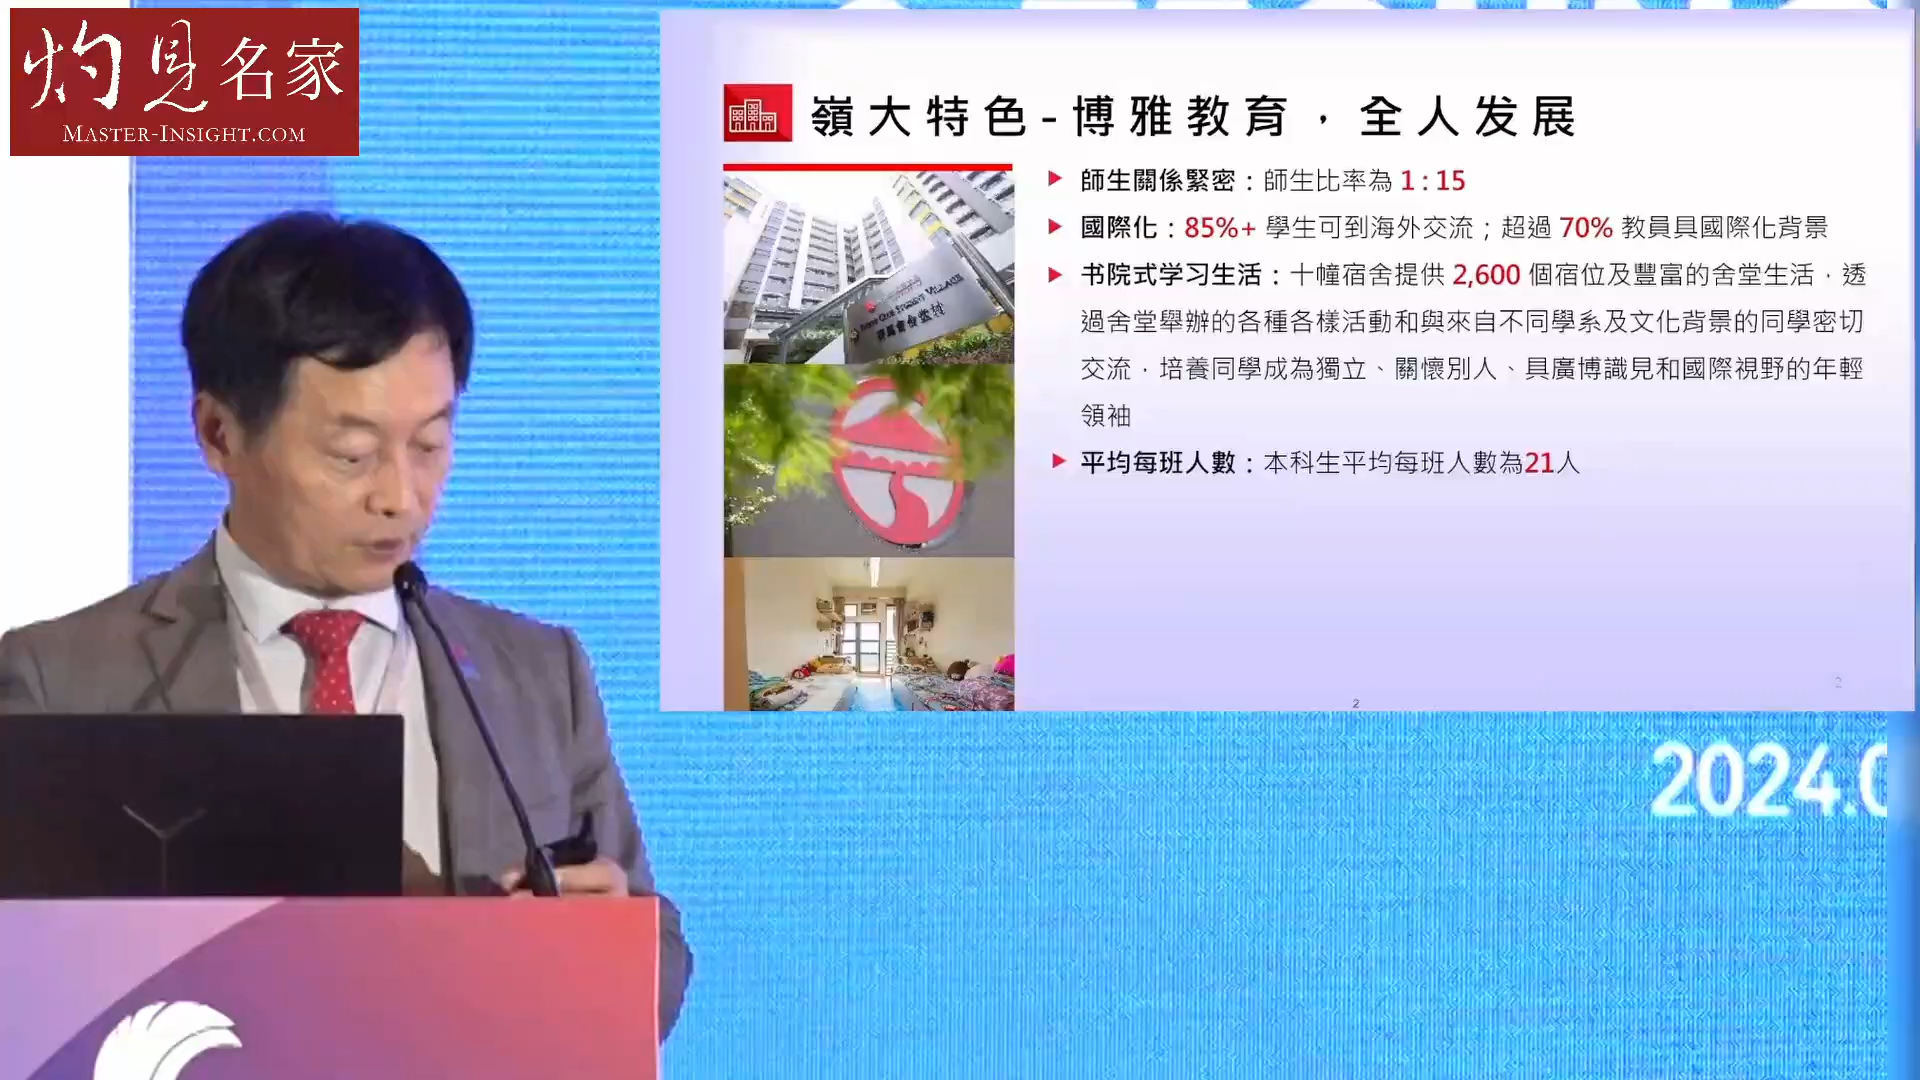 灼見名家
MASTER-INSIGHT.COM
嶺大特色-博雅教育，全人发展
師生關係緊密：師生比率為 1 : 15
國際化：85%+ 學生可到海外交流；超過 70% 教員具國際化背景
书院式学习生活：十幢宿舍提供 2,600 個宿位及豐富的舍堂生活，透
過舍堂舉辦的各種各樣活動和與來自不同學系及文化背景的同學密切
交流，培養同學成為獨立、關懷別人、具廣博識見和國際視野的年輕
領袖
平均每班人數：本科生平均每班人數為21人
2
2
2024.0